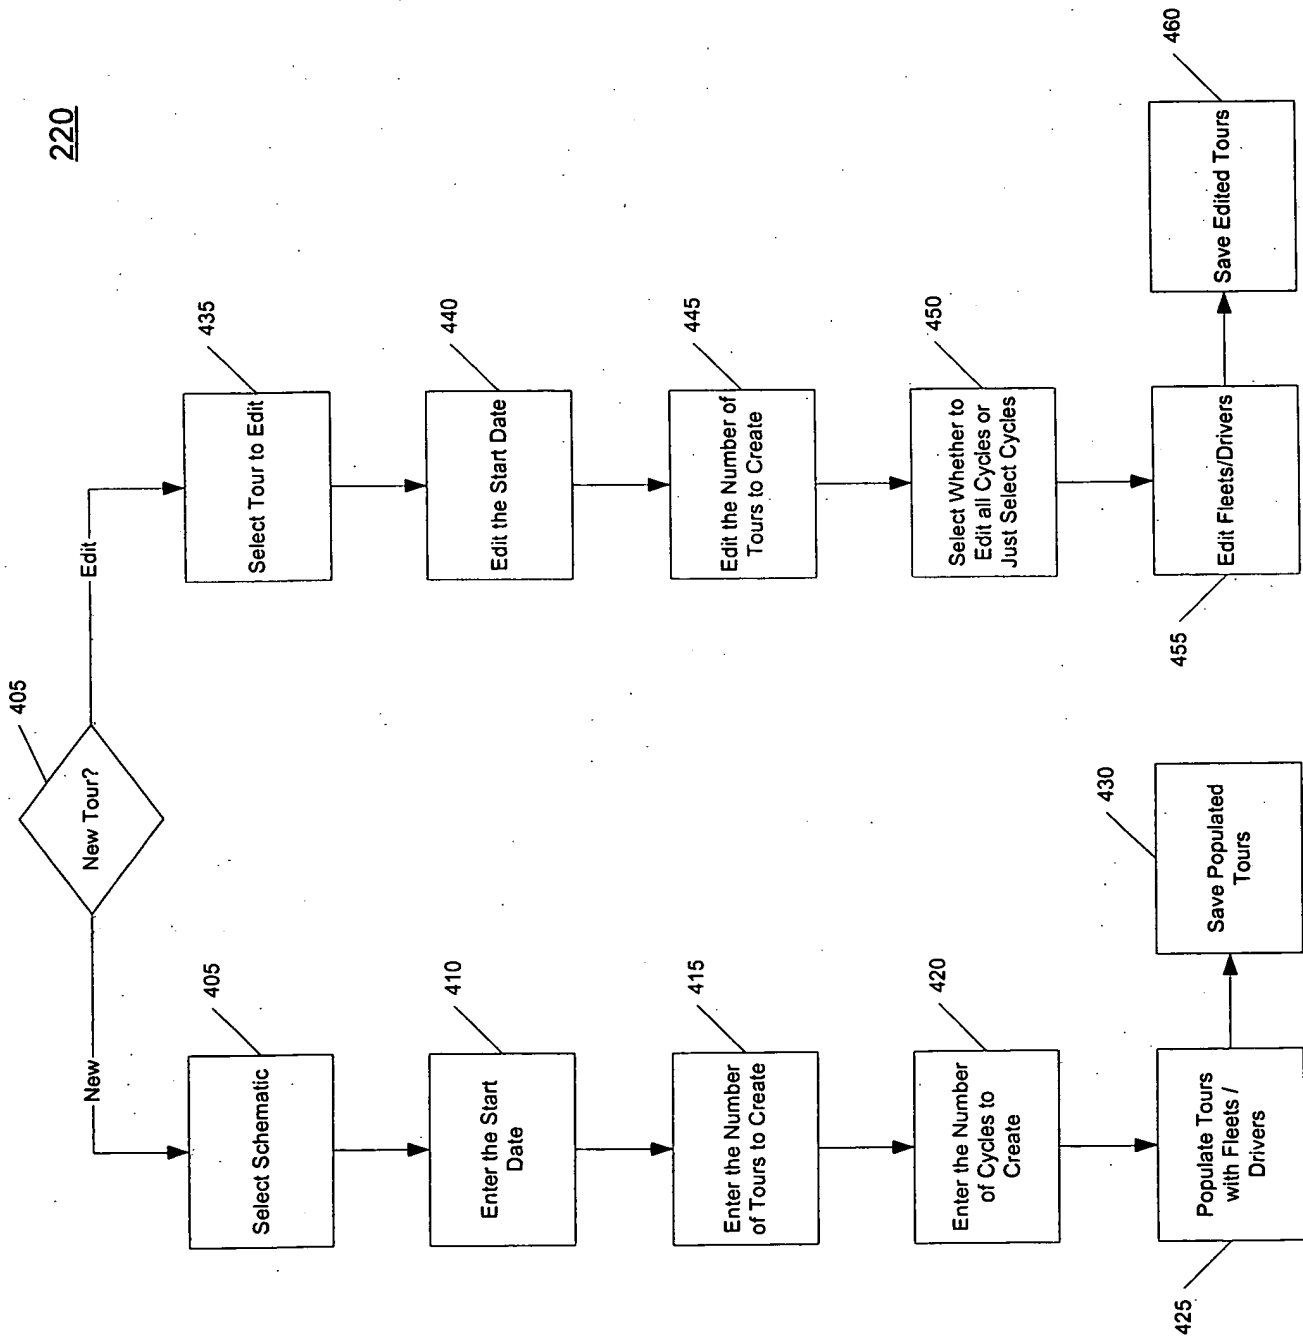 220
405
New Tour?
New
Edit
405
Select Schematic
410
Enter the Start
Date
415
Enter the Number
of Tours to Create
420
Enter the Number
of Cycles to
Create
425
Populate Tours
with Fleets /
Drivers
430
Save Populated
Tours
435
Select Tour to Edit
440
Edit the Start Date
445
Edit the Number of
Tours to Create
450
Select Whether to
Edit all Cycles or
Just Select Cycles
455
Edit Fleets/Drivers
460
Save Edited Tours